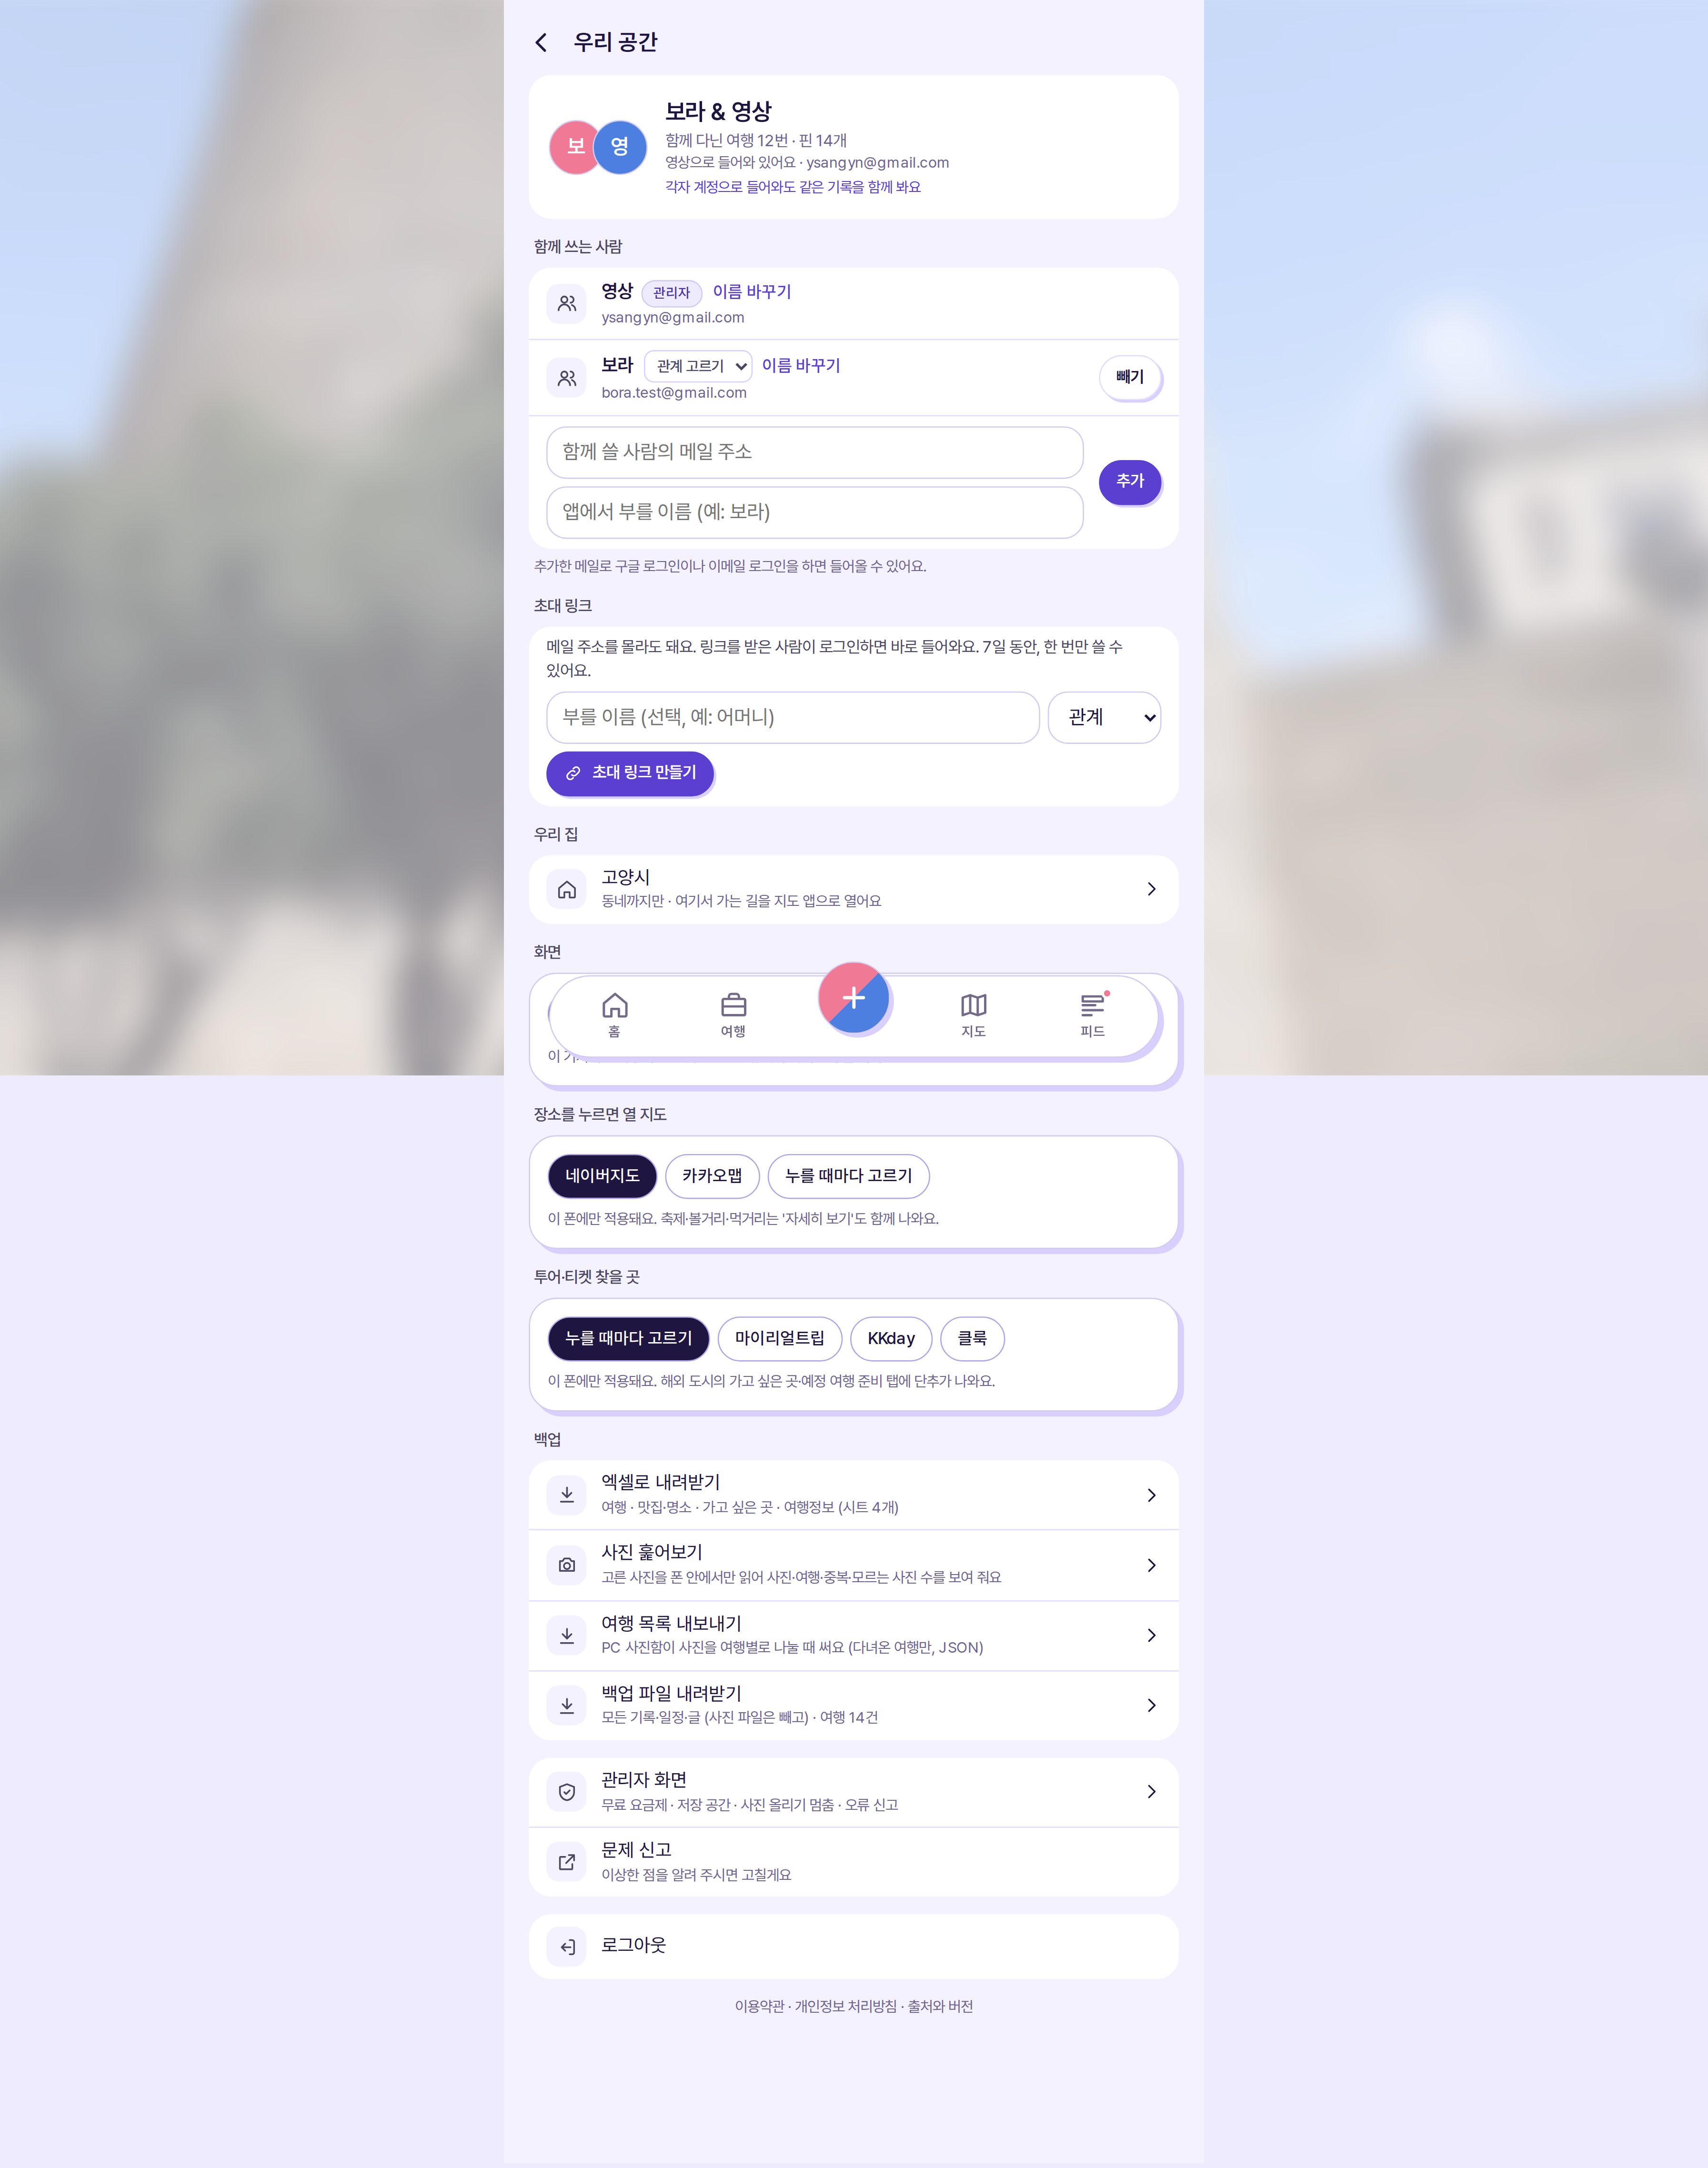 우리 공간
보 영
보라 & 영상
함께 다닌 여행 12번 · 핀 14개
영상으로 들어와 있어요 · ysangyn@gmail.com
각자 계정으로 들어와도 같은 기록을 함께 봐요
함께 쓰는 사람
영상 관리자 이름 바꾸기
ysangyn@gmail.com
보라 관계 고르기 이름 바꾸기
bora.test@gmail.com
빼기
함께 쓸 사람의 메일 주소
앱에서 부를 이름 (예: 보라)
추가
추가한 메일로 구글 로그인이나 이메일 로그인을 하면 들어올 수 있어요.
초대 링크
메일 주소를 몰라도 돼요. 링크를 받은 사람이 로그인하면 바로 들어와요. 7일 동안, 한 번만 쓸 수
있어요.
부를 이름 (선택, 예: 어머니) 관계
초대 링크 만들기
우리 집
고양시
동네까지만 · 여기서 가는 길을 지도 앱으로 열어요
화면
홈 여행 지도 피드
이
장소를 누르면 열 지도
네이버지도 카카오맵 누를 때마다 고르기
이 폰에만 적용돼요. 축제·볼거리·먹거리는 '자세히 보기'도 함께 나와요.
투어·티켓 찾을 곳
누를 때마다 고르기 마이리얼트립 KKday 클룩
이 폰에만 적용돼요. 해외 도시의 가고 싶은 곳·예정 여행 준비 탭에 단추가 나와요.
백업
엑셀로 내려받기
여행 · 맛집·명소 · 가고 싶은 곳 · 여행정보 (시트 4개)
사진 훑어보기
고른 사진을 폰 안에서만 읽어 사진·여행·중복·모르는 사진 수를 보여 줘요
여행 목록 내보내기
PC 사진함이 사진을 여행별로 나눌 때 써요 (다녀온 여행만, JSON)
백업 파일 내려받기
모든 기록·일정·글 (사진 파일은 빼고) · 여행 14건
관리자 화면
무료 요금제 · 저장 공간 · 사진 올리기 멈춤 · 오류 신고
문제 신고
이상한 점을 알려 주시면 고칠게요
로그아웃
이용약관 · 개인정보 처리방침 · 출처와 버전